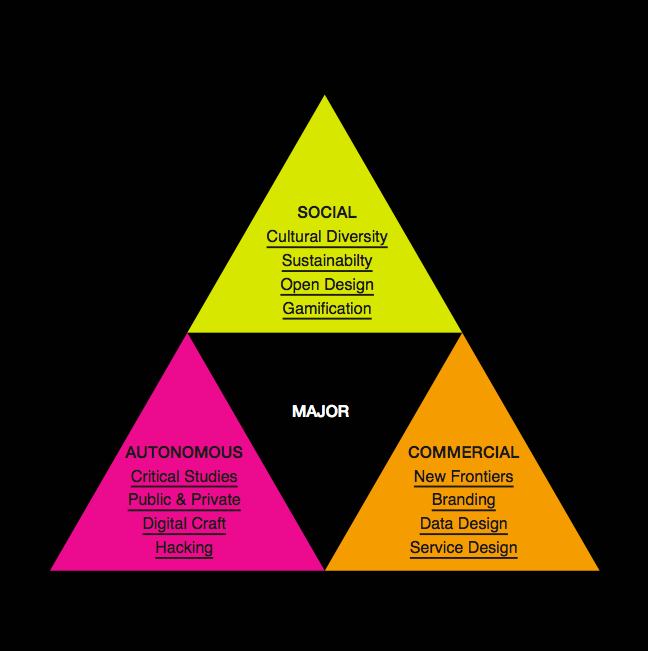 SOCIAL
Cultural Diversity
Sustainabilty
Open Design
Gamification
MAJOR
AUTONOMOUS
Critical Studies
Public & Private
Digital Craft
Hacking
COMMERCIAL
New Frontiers
Branding
Data Design
Service Design